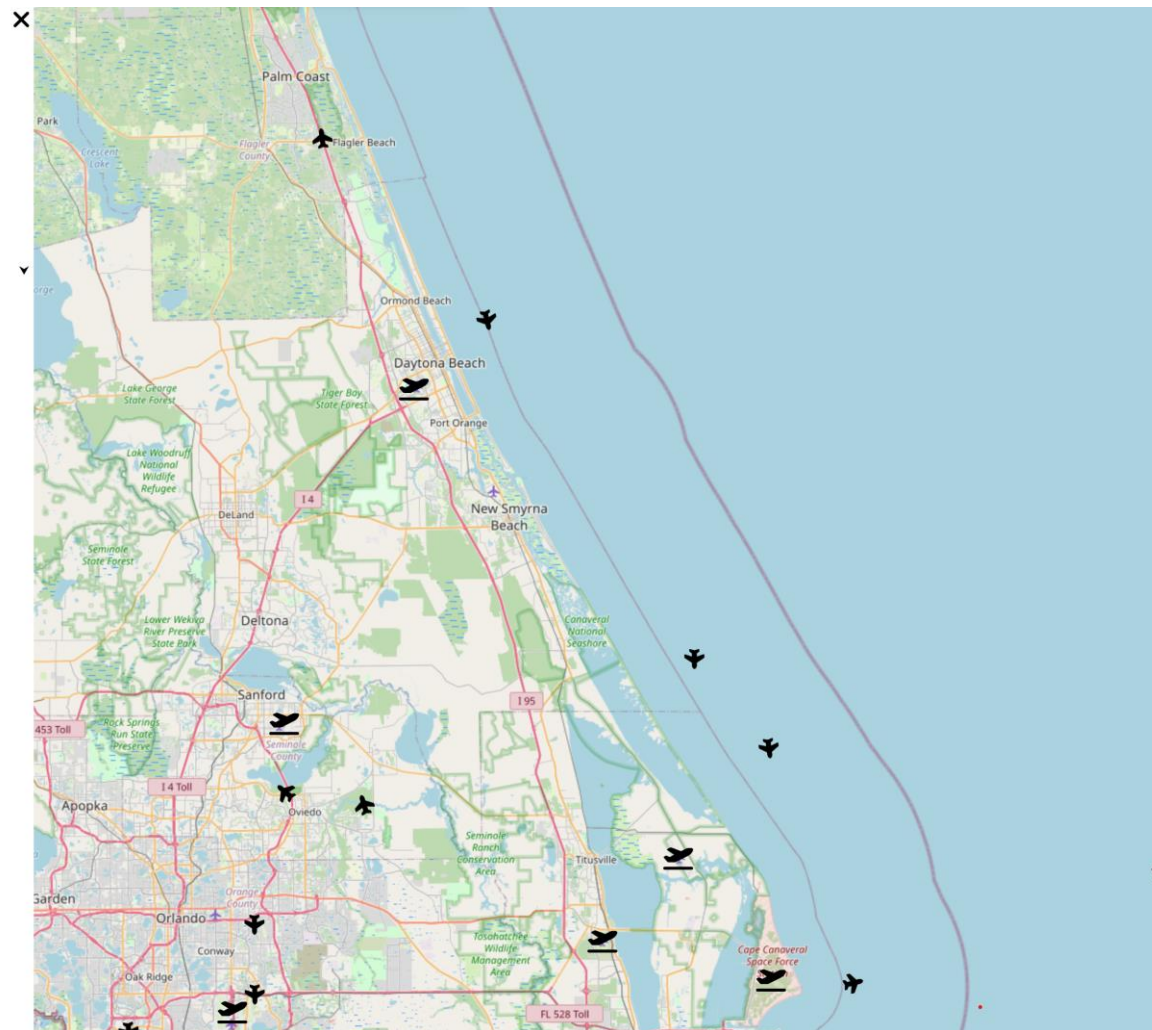 Palm Coast
Park
Flagler Beach
Flagler
County
Crescent
Lake
orge
Ormond Beach
Daytona Beach
Lake George
State Forest
Tiger Bay
State Forest
Port Orange
Lake Woodruff
National
Wildlife
Refugee
I 4
New Smyrna
Beach
DeLand
Seminole
State Forest
Lower Wekiva
River Preserve
State Park
Deltona
Canaveral
National
Seashore
Sanford
I 95
453 Toll
Rock Springs
Run State
Preserve
Seminole
County
I 4 Toll
Apopka
Oviedo
Seminole
Ranch
Conservation
Area
Titusville
Garden
Orange
County
Orlando
Conway
Tosohatchee
Wildlife
Management
Area
Cape Canaveral
Space Force
Oak Ridge
FL 528 Toll